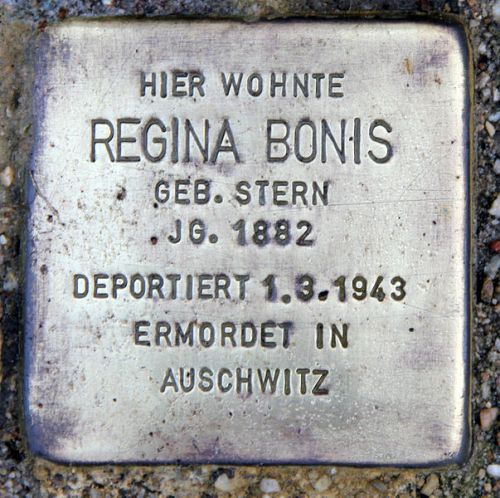 HIER WOHNTE
REGINA BONIS
GEB. STERN
JG. 1882
DEPORTIERT 1.3.1943
ERMORDET IN
AUSCHWITZ